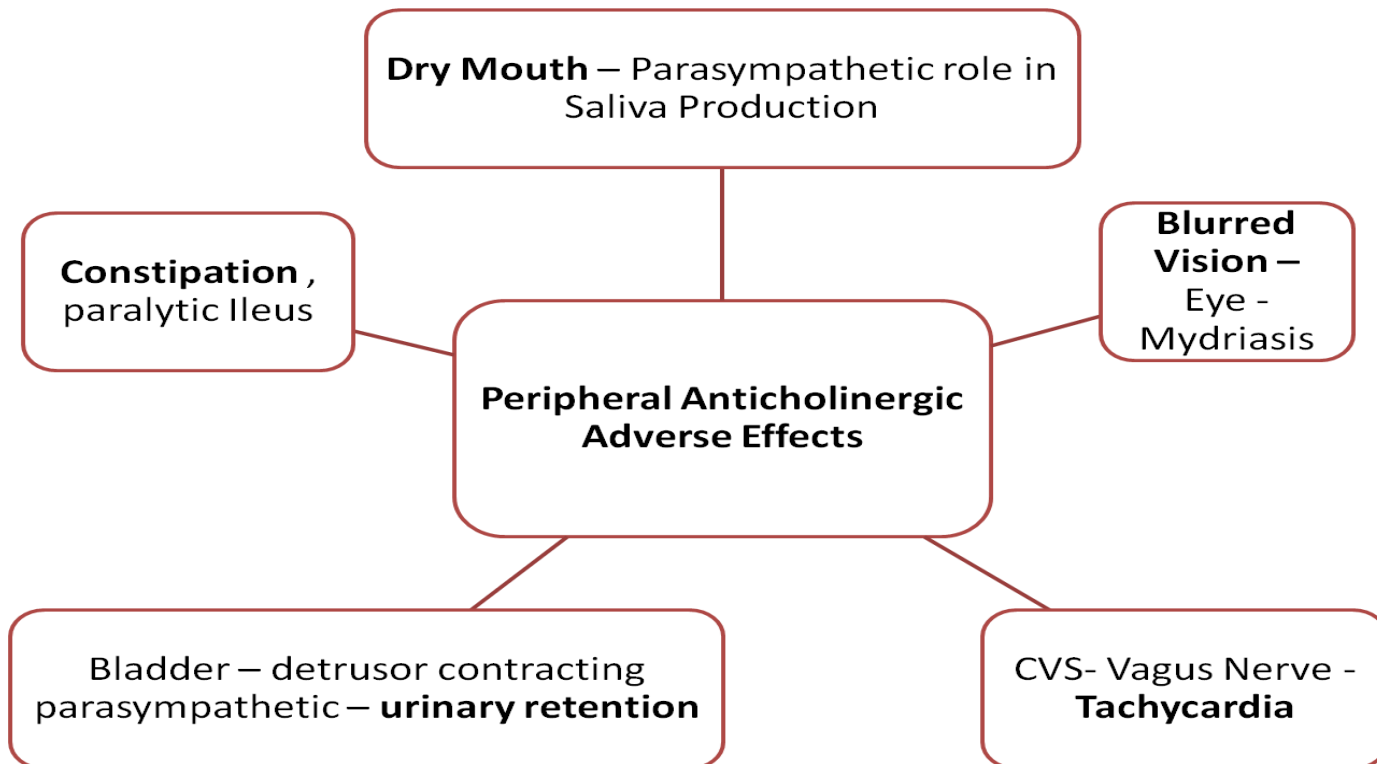 Dry Mouth – Parasympathetic role in
Saliva Production
Constipation ,
paralytic Ileus
Blurred
Vision –
Eye -
Mydriasis
Peripheral Anticholinergic
Adverse Effects
Bladder – detrusor contracting
parasympathetic – urinary retention
CVS- Vagus Nerve -
Tachycardia